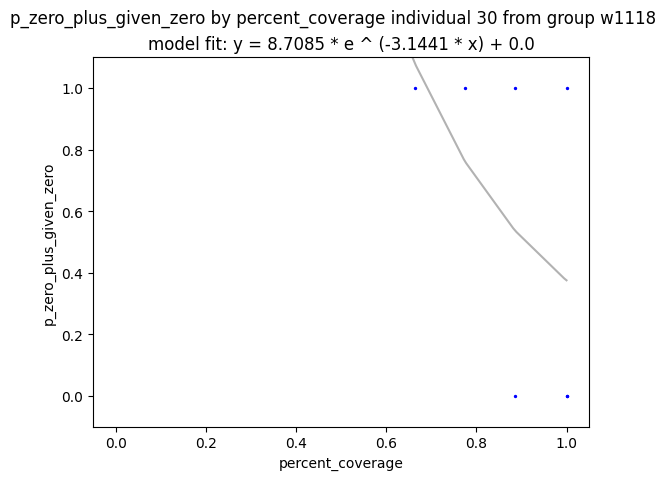 p_zero_plus_given_zero by percent_coverage individual 30 from group w1118
model fit: y = 8.7085 * e ^ (-3.1441 * x) + 0.0
1.0
0.8
0.6
0.4
0.2
0.0
p_zero_plus_given_zero
0.0 0.2 0.4 0.6 0.8 1.0
percent_coverage